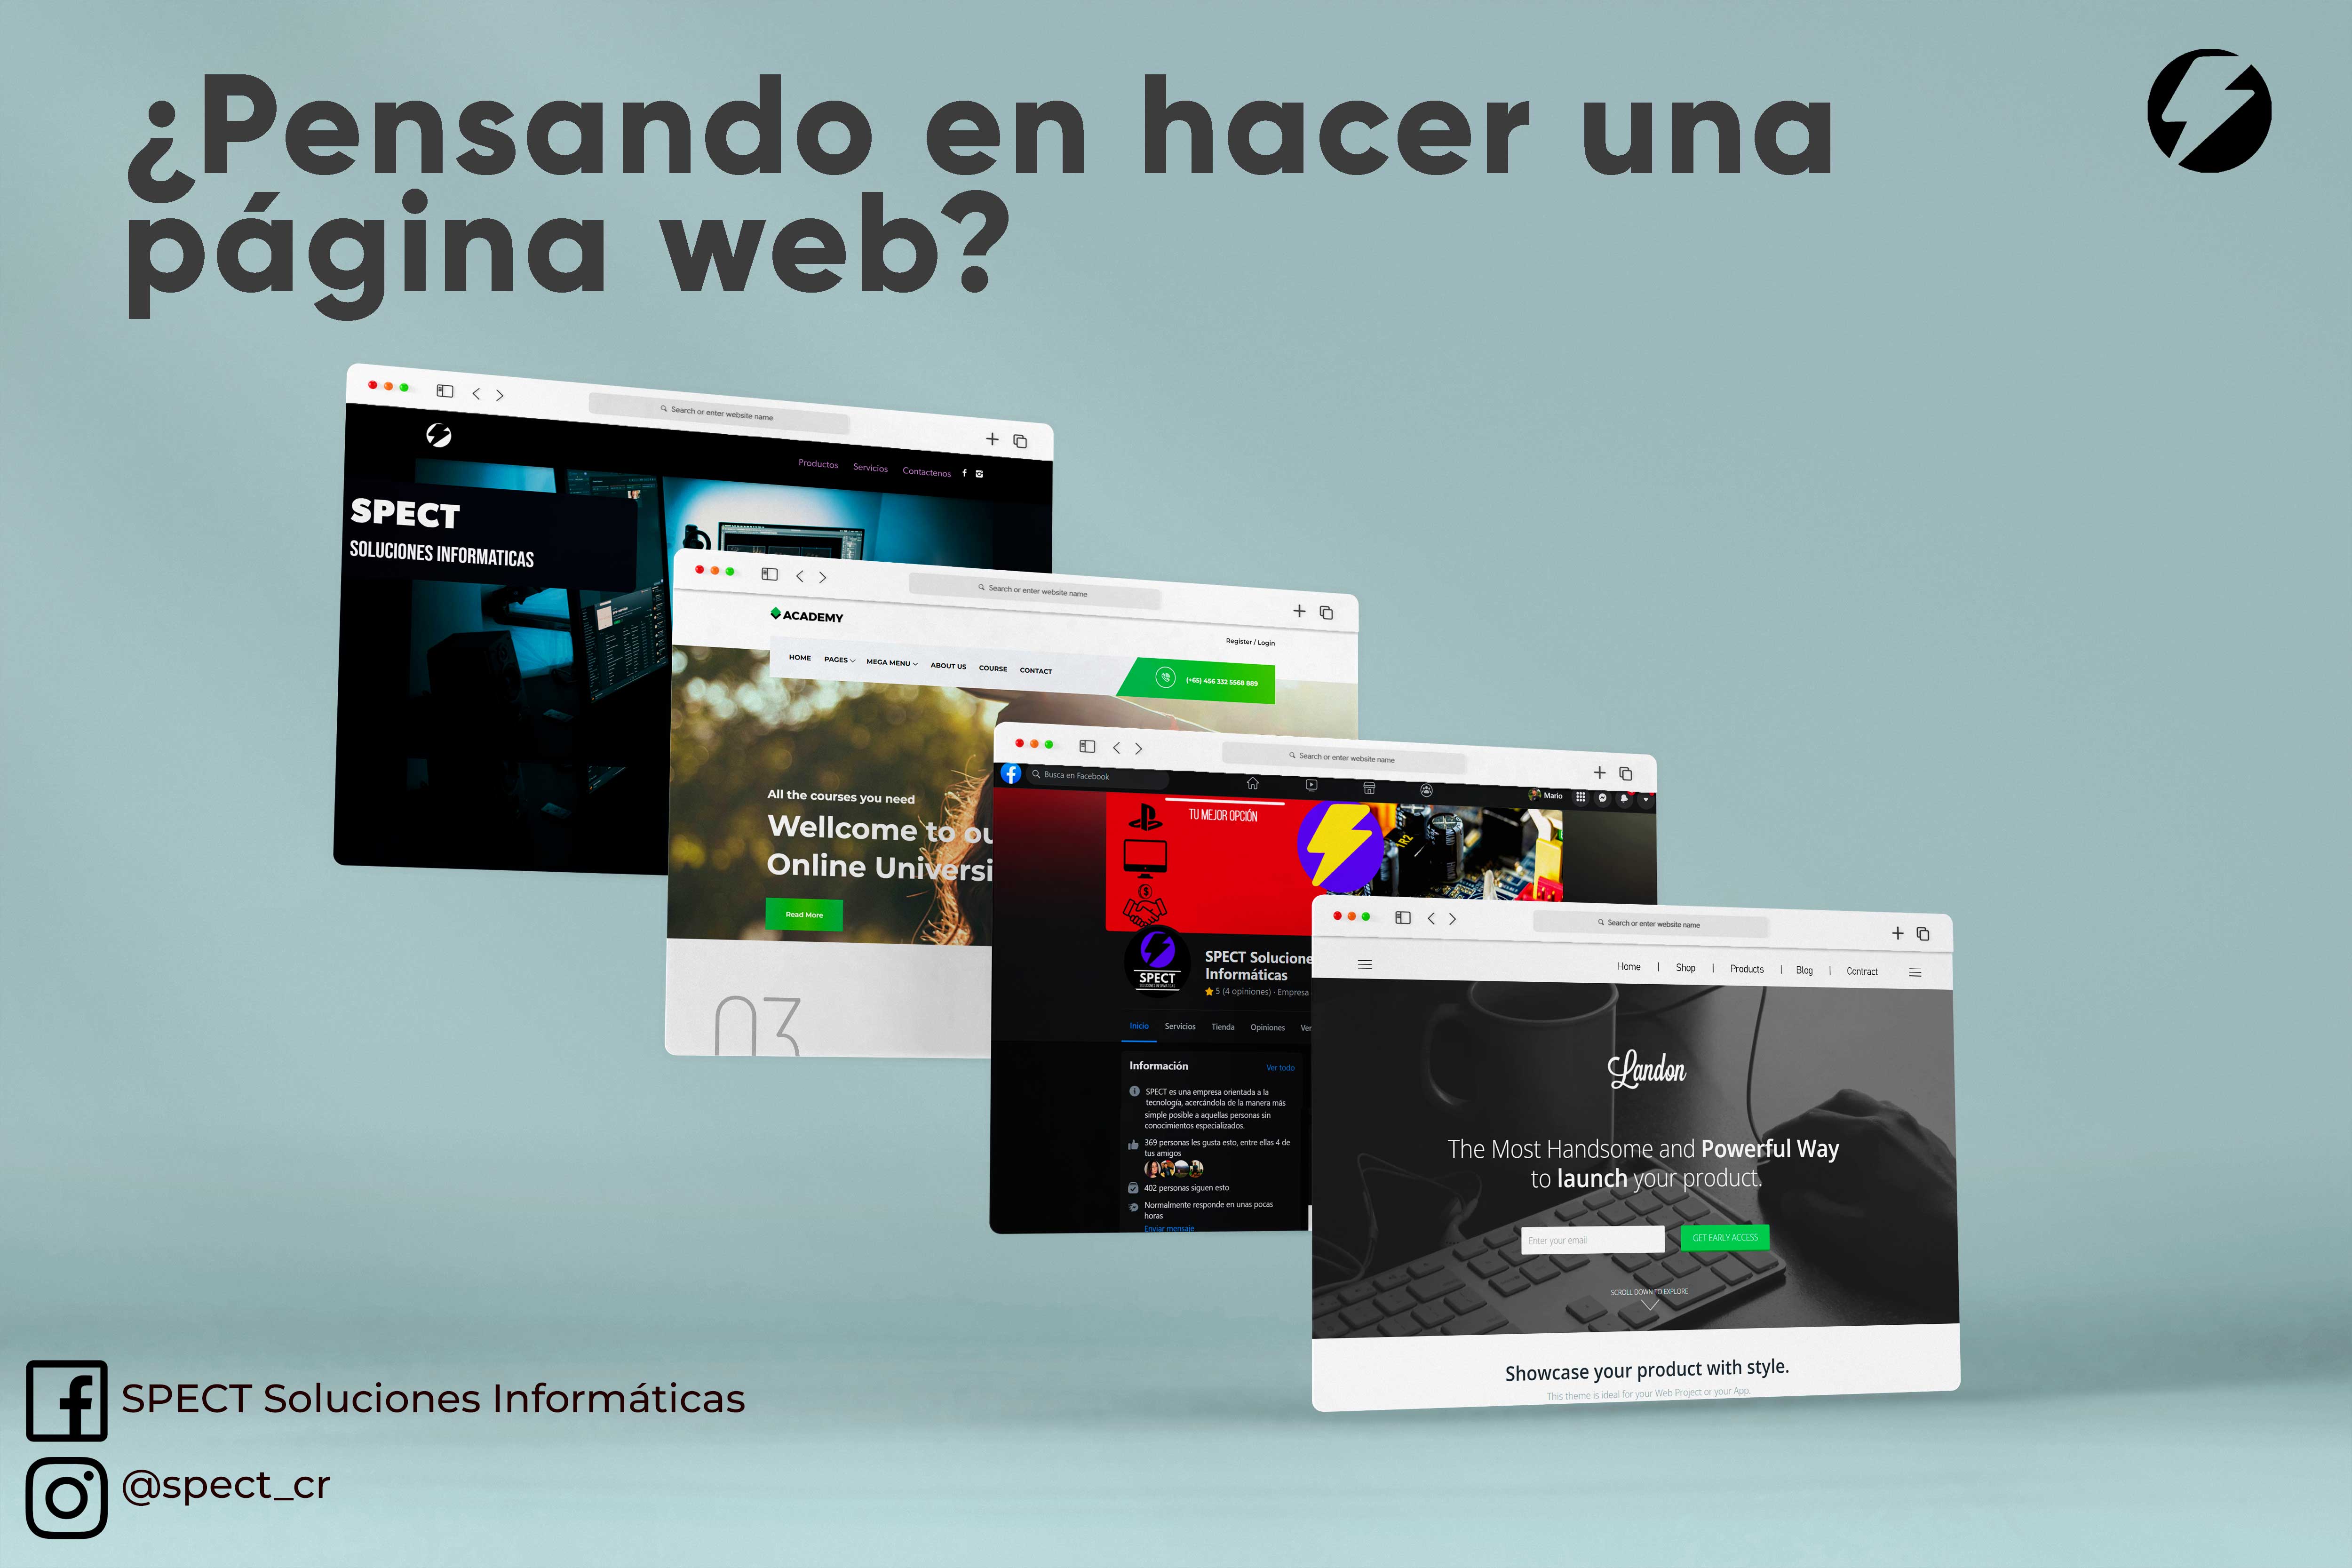 ¿Pensando en hacer una
página web?
Search or enter website name
Productos Servicios Contactenos
SPECT
SOLUCIONES INFORMATICAS
Search or enter website name
ACADEMY
Register / Login
HOME PAGES MEGA MENU ABOUT US COURSE CONTACT
(+65) 456 332 5568 889
All the courses you need
Wellcome to ou
Online Universi
Read More
03
Search or enter website name
Busca en Facebook
Mario
TU MEJOR OPCIÓN
IR2
SPECT
SPECT Solucione
Informáticas
5 (4 opiniones) · Empresa
Inicio Servicios Tienda Opiniones Ver
Información Ver todo
SPECT es una empresa orientada a la
tecnología, acercándola de la manera más
simple posible a aquellas personas sin
conocimientos especializados.
369 personas les gusta esto, entre ellas 4 de
tus amigos
402 personas siguen esto
Normalmente responde en unas pocas
horas
Enviar mensaje
Search or enter website name
Home | Shop | Products | Blog | Contract
Landon
The Most Handsome and Powerful Way
to launch your product.
Enter your email
GET EARLY ACCESS
SCROLL DOWN TO EXPLORE
Showcase your product with style.
This theme is ideal for your Web Project or your App.
SPECT Soluciones Informáticas
@spect_cr